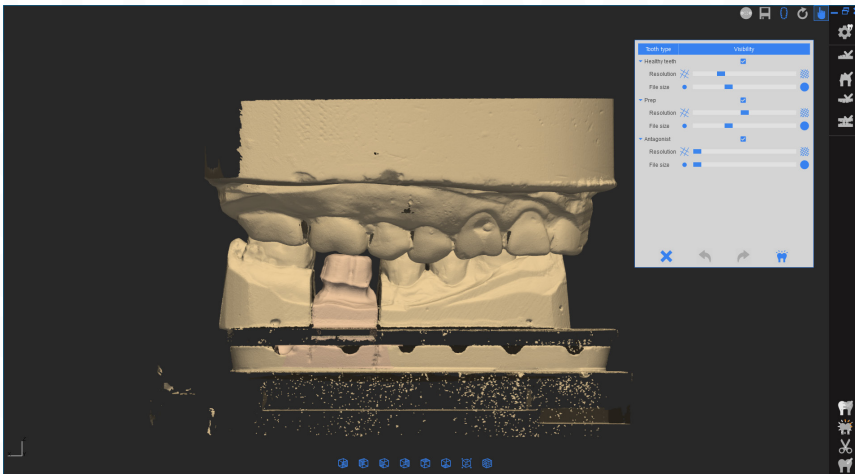 Tooth type Visibility
Healthy teeth
Resolution
File size
Prep
Resolution
File size
Antagonist
Resolution
File size